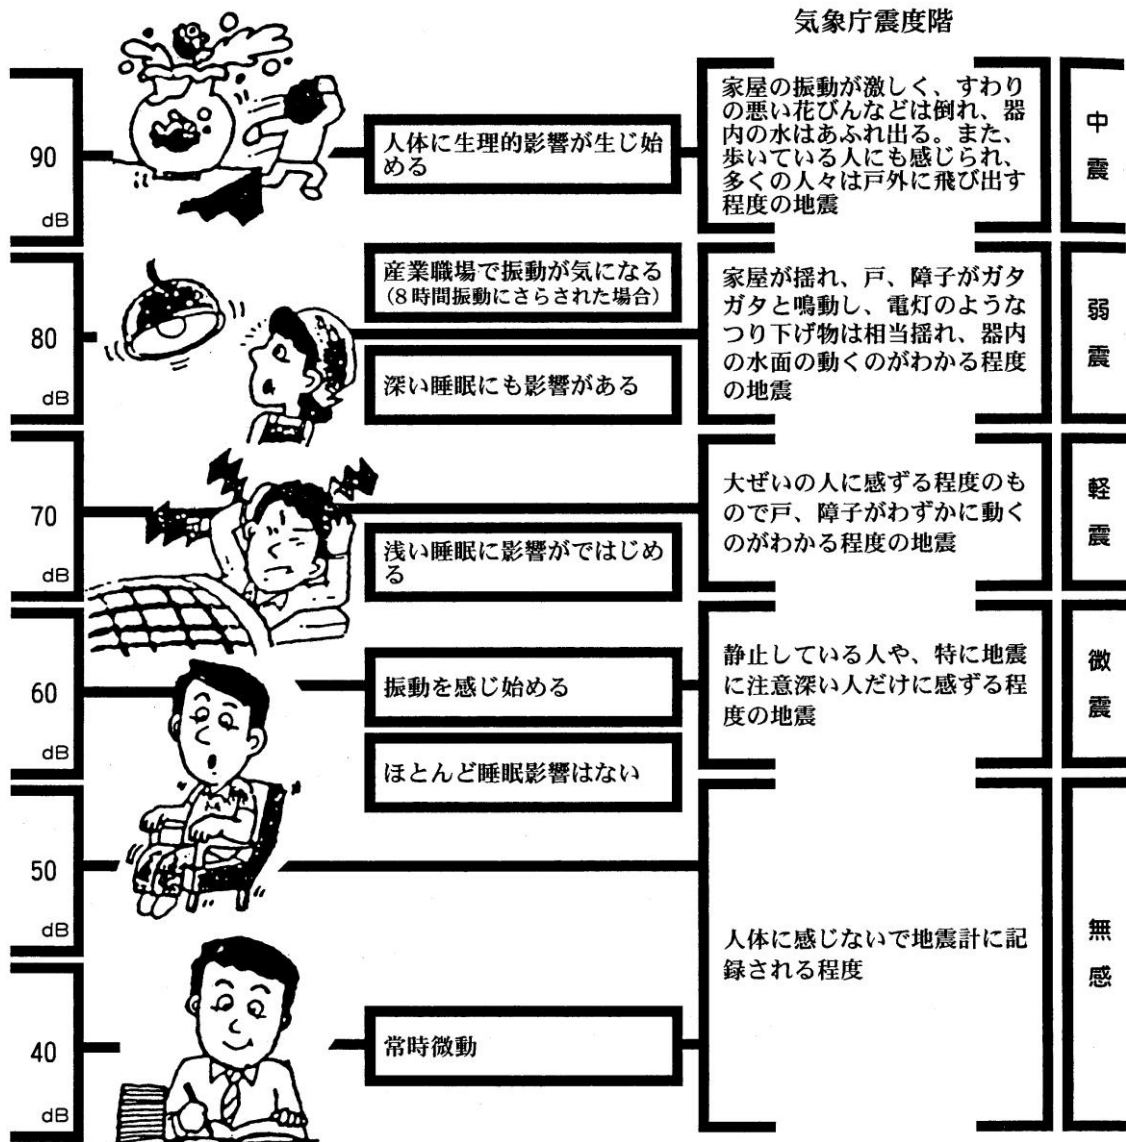 気象庁震度階
90
dB
人体に生理的影響が生じ始
める
家屋の振動が激しく、すわり
の悪い花びんなどは倒れ、器
内の水はあふれ出る。また、
歩いている人にも感じられ、
多くの人々は戸外に飛び出す
程度の地震
中震
80
dB
産業職場で振動が気になる
(8時間振動にさらされた場合)
深い睡眠にも影響がある
家屋が揺れ、戸、障子がガタ
ガタと鳴動し、電灯のような
つり下げ物は相当揺れ、器内
の水面の動くのがわかる程度
の地震
弱震
70
dB
浅い睡眠に影響がではじめ
る
大ぜいの人に感ずる程度のも
ので戸、障子がわずかに動く
のがわかる程度の地震
軽震
60
dB
振動を感じ始める
ほとんど睡眠影響はない
静止している人や、特に地震
に注意深い人だけに感ずる程
度の地震
微震
50
dB
40
dB
常時微動
人体に感じないで地震計に記
録される程度
無感